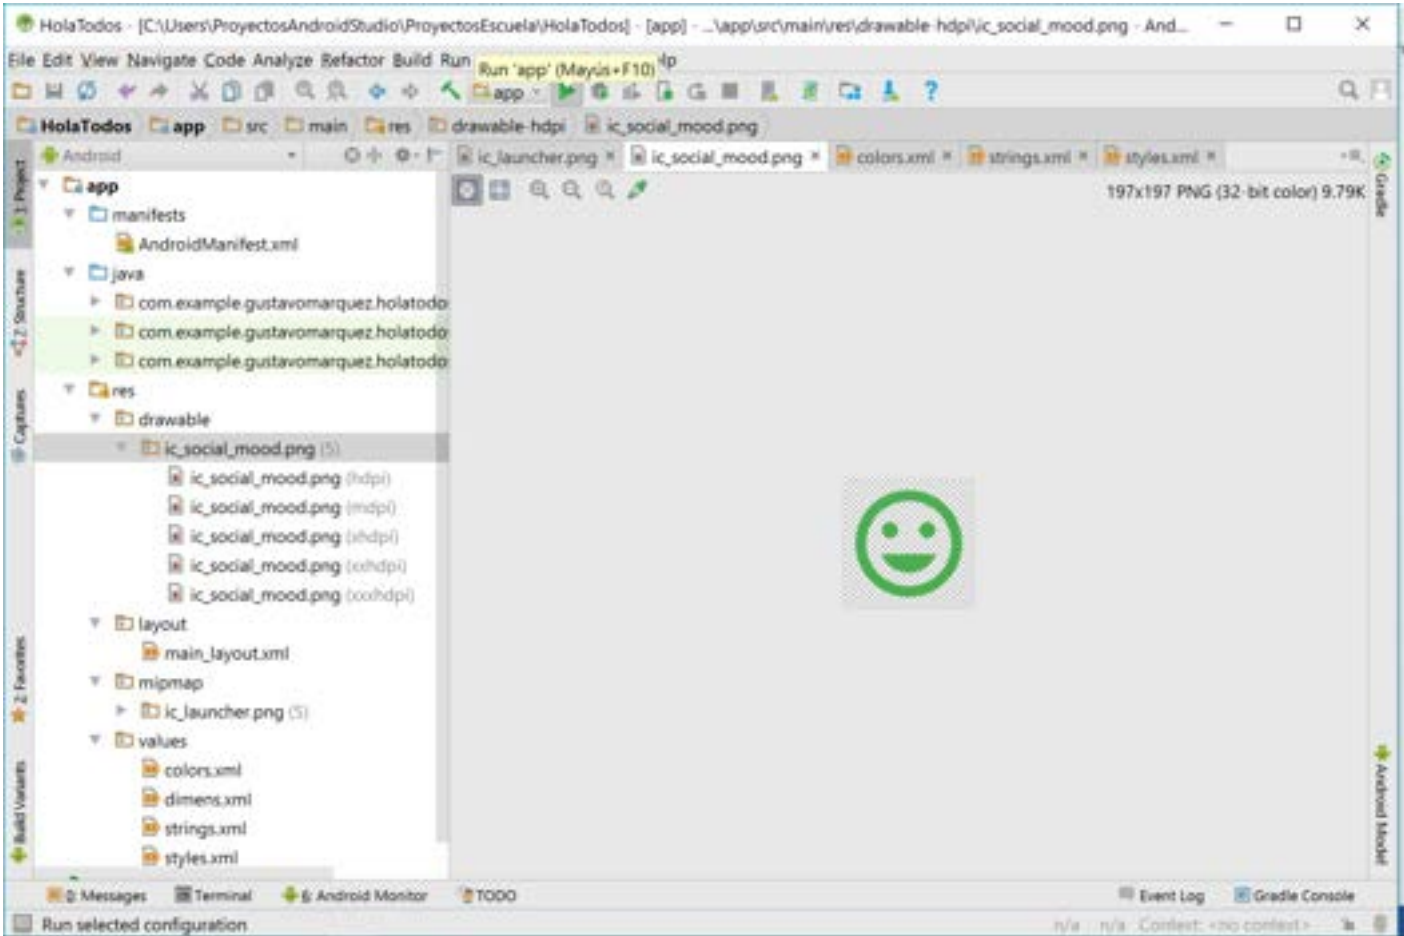 HolaTodos - [C:\Users\ProyectosAndroidStudio\ProyectosEscuela\HolaTodos] - [app] - ...\app\src\main\res\drawable-hdpi\ic_social_mood.png - And...
File Edit View Navigate Code Analyze Refactor Build Run lp
Run 'app' (Mayús+F10)
app
HolaTodos app src main res drawable-hdpi ic_social_mood.png
Android
ic_launcher.png ic_social_mood.png colors.xml strings.xml styles.xml
197x197 PNG (32-bit color) 9.79K
1: Project
7: Structure
Captures
2: Favorites
Build Variants
app
manifests
AndroidManifest.xml
java
com.example.gustavomarquez.holatodo
com.example.gustavomarquez.holatodo
com.example.gustavomarquez.holatodo
res
drawable
ic_social_mood.png (5)
ic_social_mood.png (hdpi)
ic_social_mood.png (mdpi)
ic_social_mood.png (xhdpi)
ic_social_mood.png (xxhdpi)
ic_social_mood.png (xxxhdpi)
layout
main_layout.xml
mipmap
ic_launcher.png (5)
values
colors.xml
dimens.xml
strings.xml
styles.xml
Gradle
Android Model
0: Messages Terminal 6: Android Monitor TODO Event Log Gradle Console
Run selected configuration n/a n/a Context: <no context>